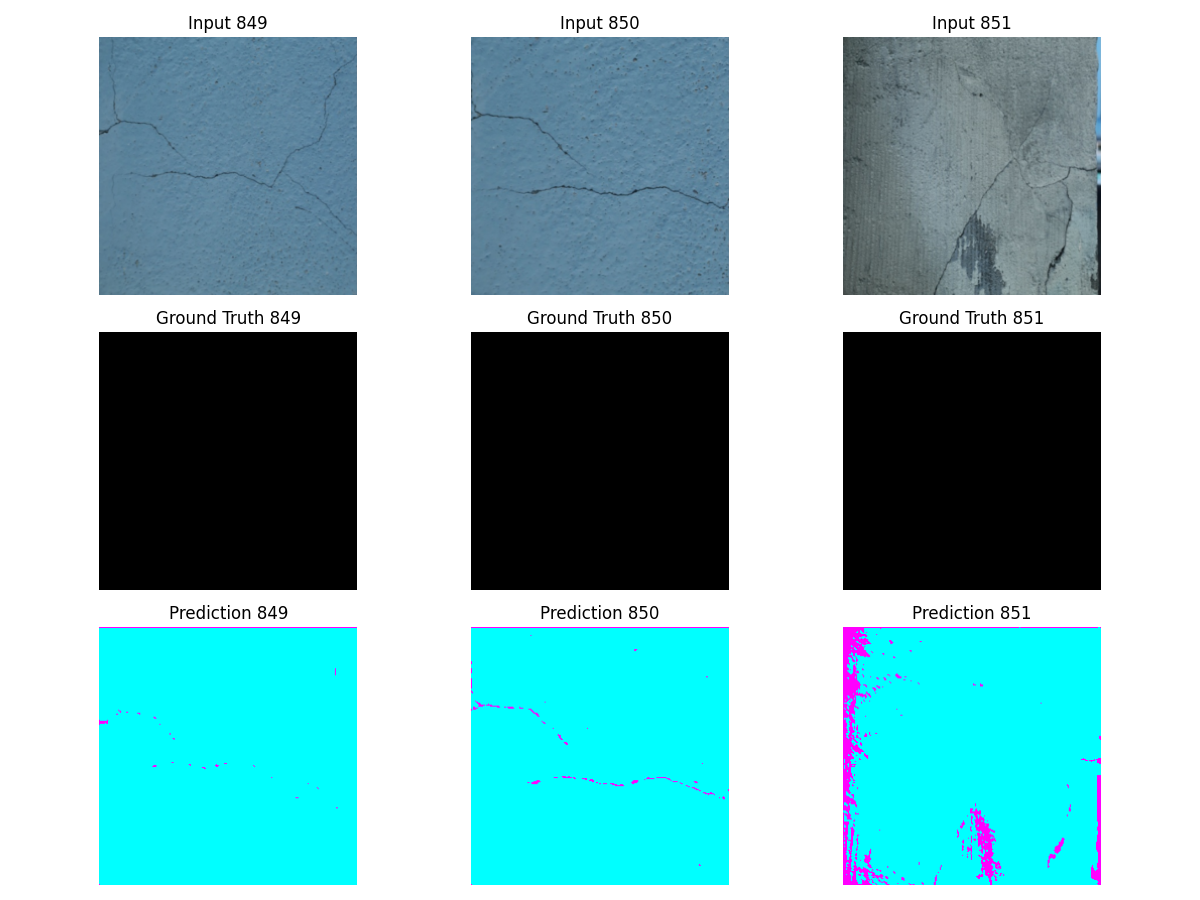 Input 849
Input 850
Input 851
Ground Truth 849
Ground Truth 850
Ground Truth 851
Prediction 849
Prediction 850
Prediction 851